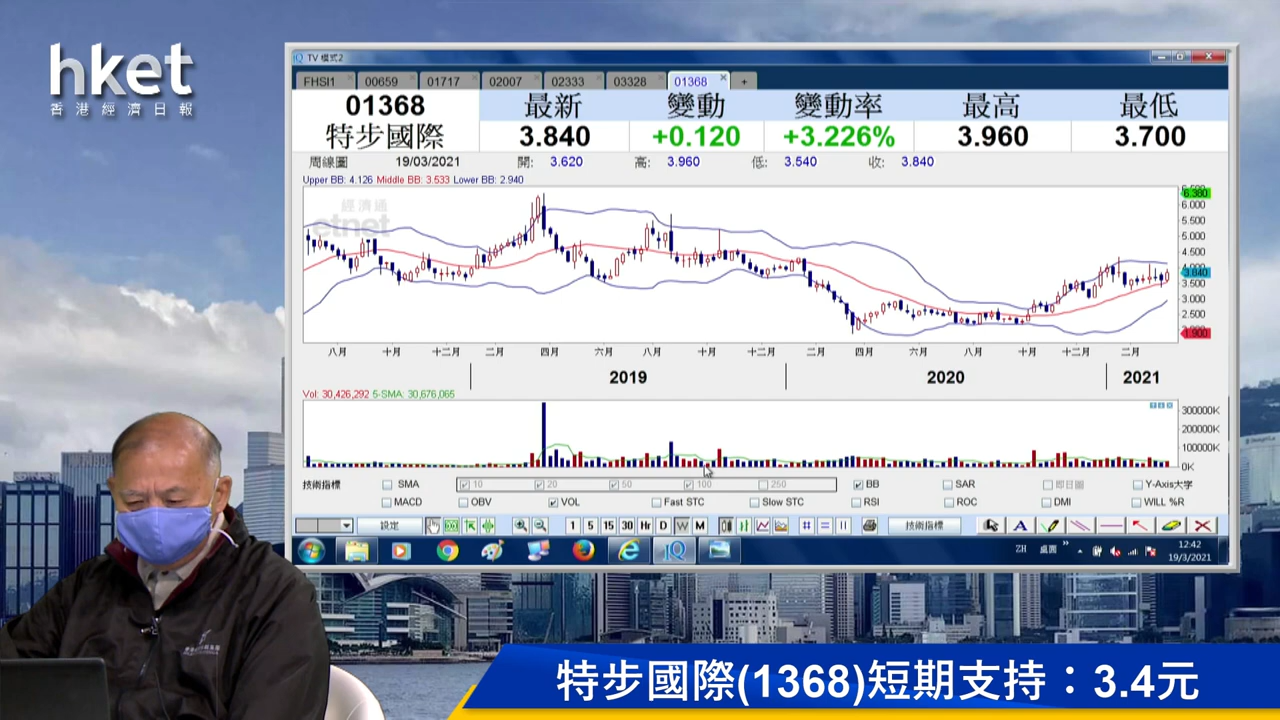 hket
香港經濟日報
TV 模式2
FHSI1 00659 01717 02007 02333 03328 01368 +
01368 最新 變動 變動率 最高 最低
特步國際 3.840 +0.120 +3.226% 3.960 3.700
周線圖 19/03/2021 開: 3.620 高: 3.960 低: 3.540 收: 3.840
Upper BB: 4.126 Middle BB: 3.533 Lower BB: 2.940
經濟通
etnet
6.380
6.000
5.500
5.000
4.500
3.840
3.500
3.000
2.500
1.900
八月 十月 十二月 二月 四月 六月 八月 十月 十二月 二月 四月 六月 八月 十月 十二月 二月
2019 2020 2021
Vol: 30,426,292 5-SMA: 30,676,065
300000K
200000K
100000K
0K
技術指標 SMA 10 20 50 100 250 BB SAR 即日圖 Y-Axis大字
MACD OBV VOL Fast STC Slow STC RSI ROC DMI WILL %R
設定 1 5 15 30 Hr D W M 技術指標 A
ZH 桌面 12:42
19/3/2021
特步國際(1368)短期支持：3.4元